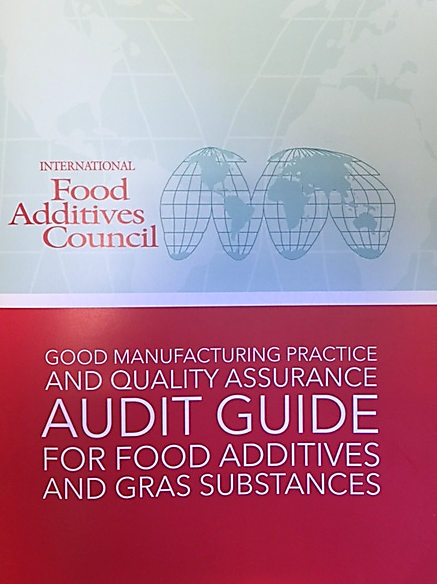 INTERNATIONAL
Food
Additives
Council
GOOD MANUFACTURING PRACTICE
AND QUALITY ASSURANCE
AUDIT GUIDE
FOR FOOD ADDITIVES
AND GRAS SUBSTANCES